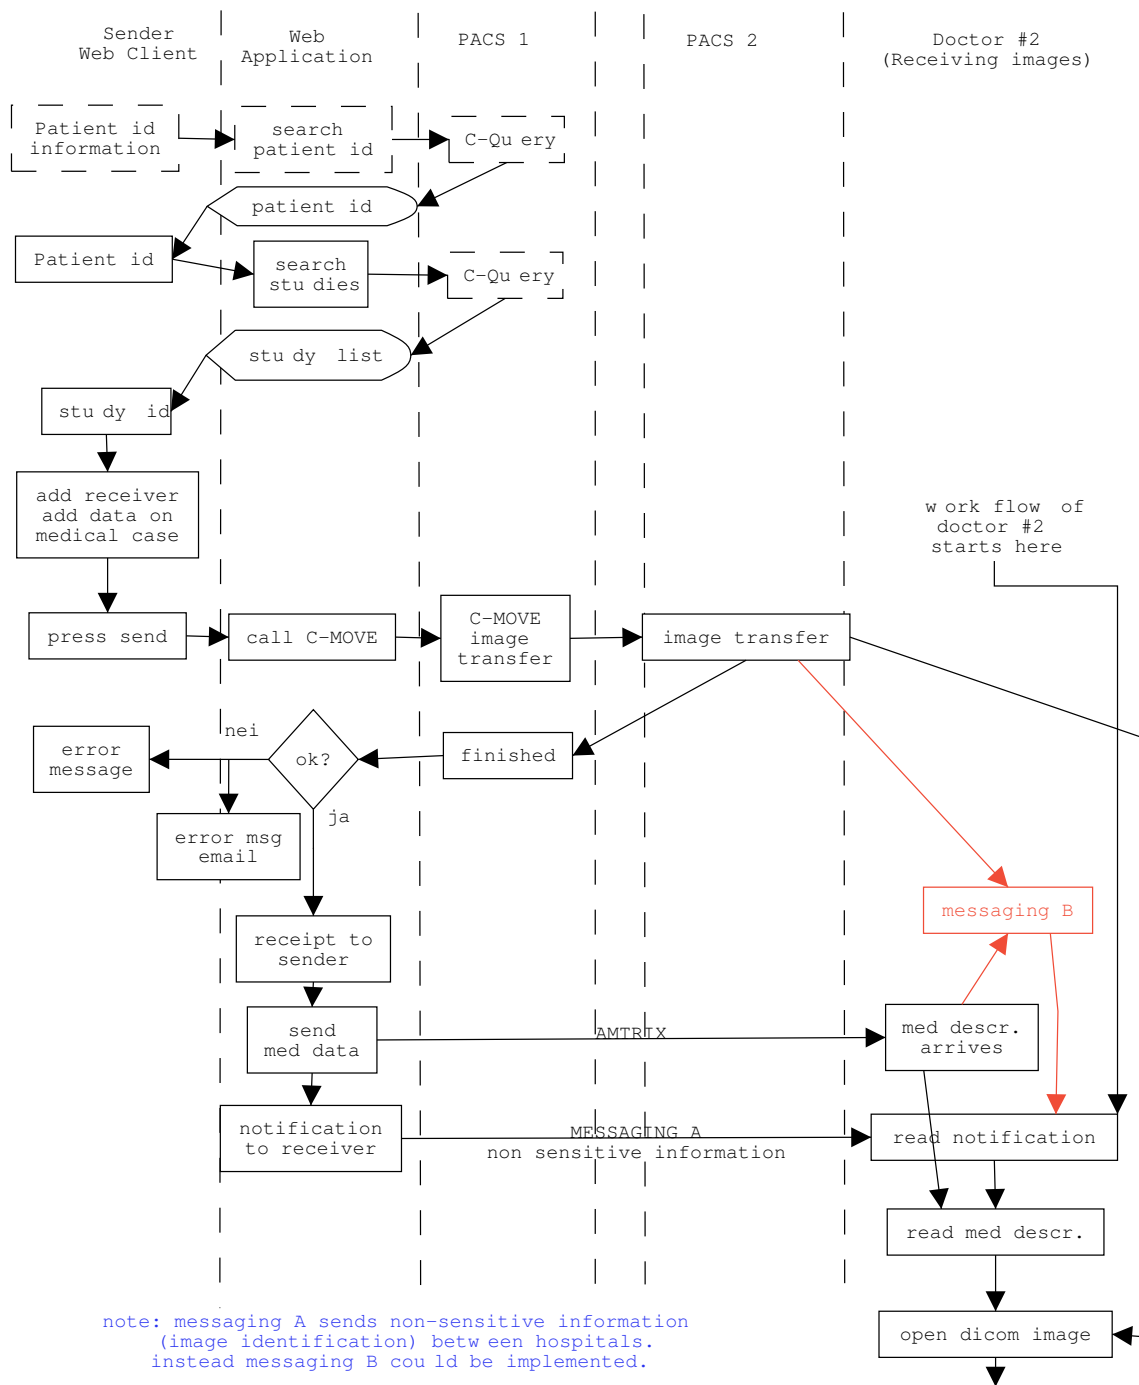 Sender
Web Client
Web
Application
PACS 1
PACS 2
Doctor #2
(Receiving images)
Patient id
information
search
patient id
C-Qu ery
patient id
Patient id
search
stu dies
C-Qu ery
stu dy list
stu dy id
add receiver
add data on
medical case
w ork flow of
doctor #2
starts here
press send
call C-MOVE
C-MOVE
image
transfer
image transfer
nei
error
message
ok?
finished
ja
error msg
email
messaging B
receipt to
sender
send
med data
AMTRIX
med descr.
arrives
notification
to receiver
MESSAGING A
non sensitive information
read notification
read med descr.
note: messaging A sends non-sensitive information
(image identification) betw een hospitals.
instead messaging B cou ld be implemented.
open dicom image